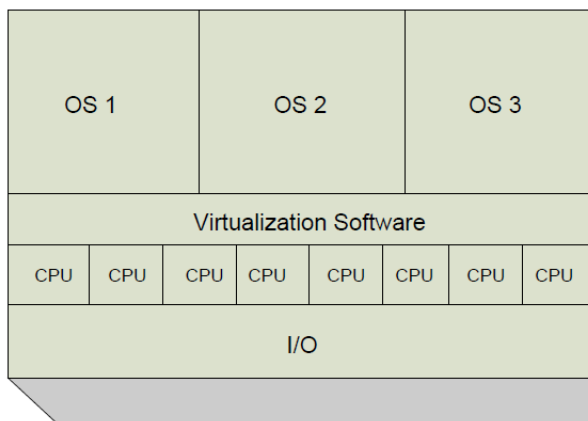 OS 1 OS 2 OS 3
Virtualization Software
CPU CPU CPU CPU CPU CPU CPU CPU
I/O